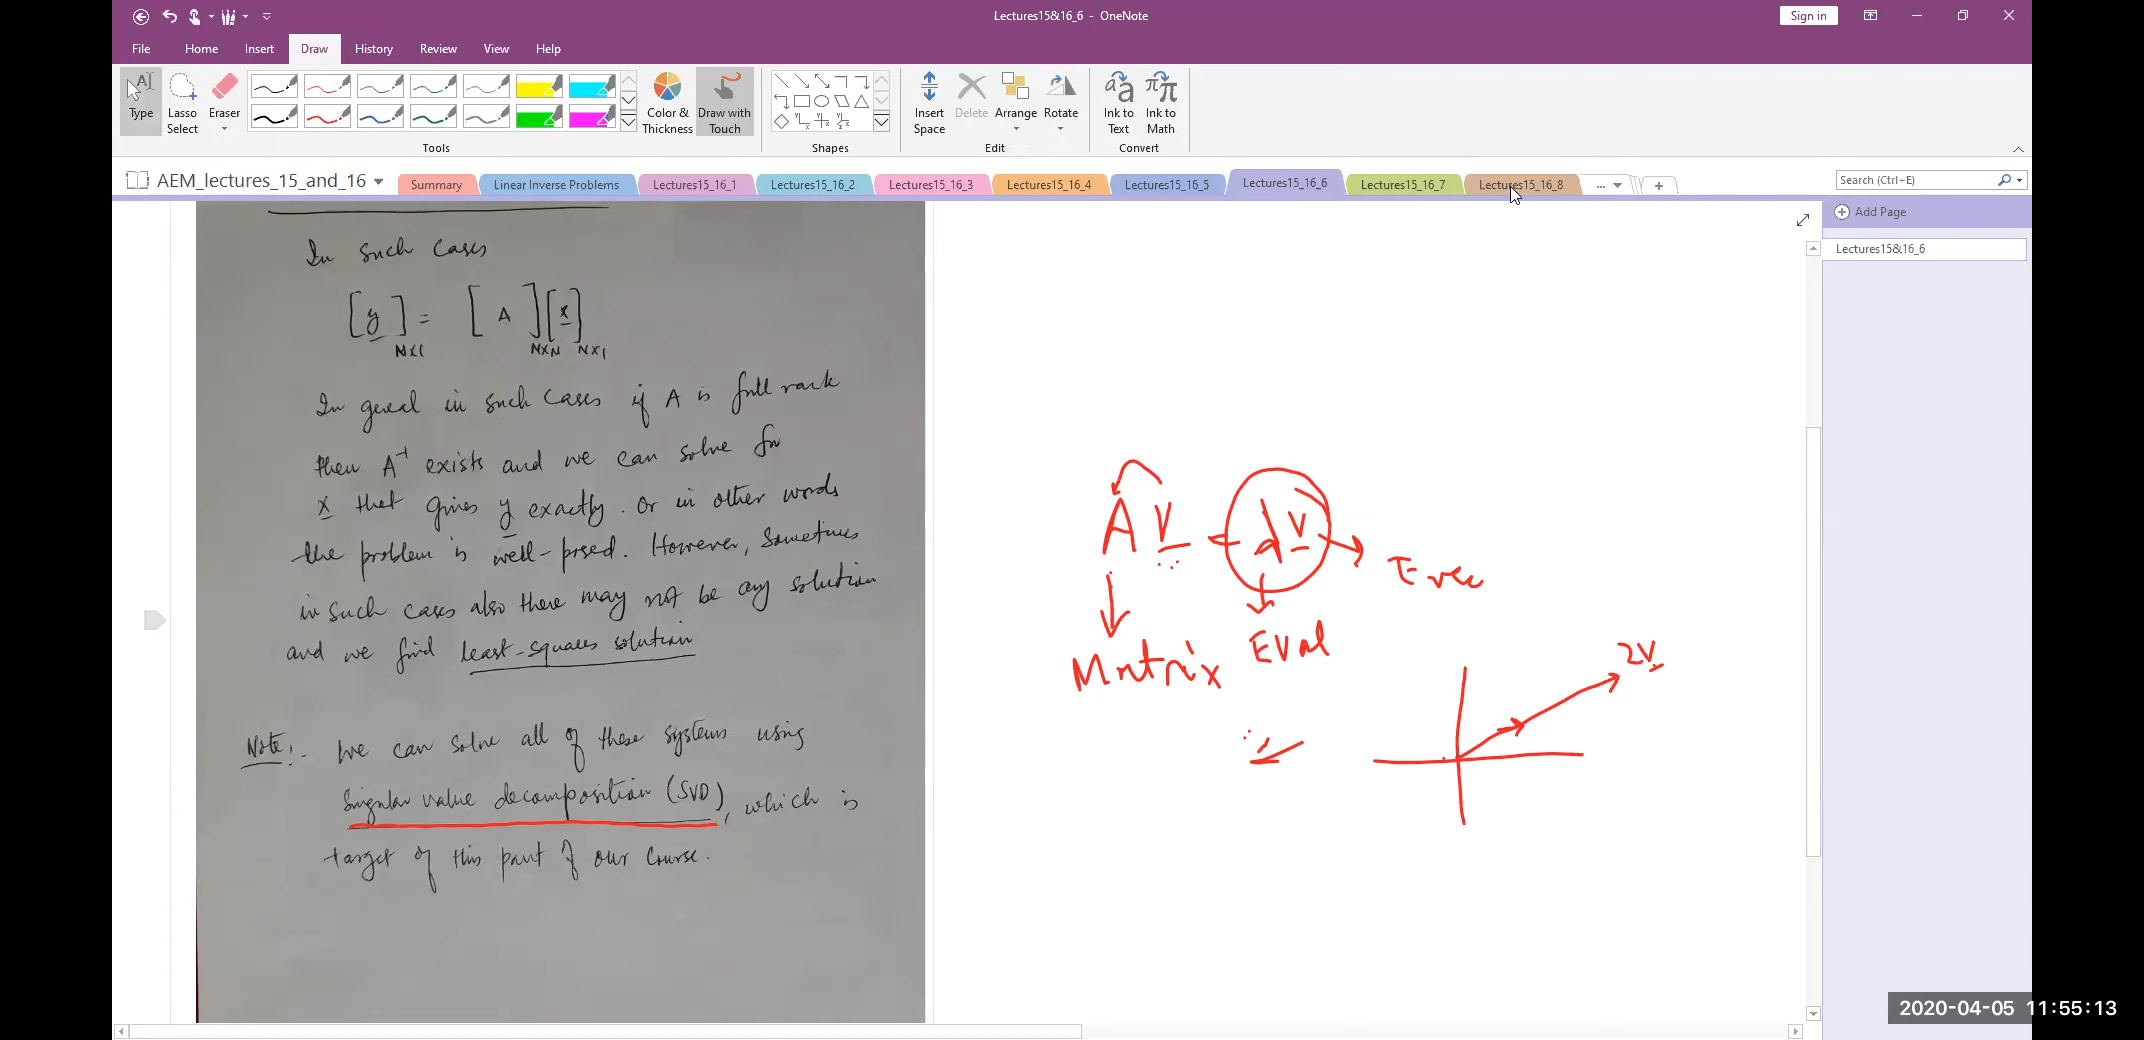 Lectures15&16_6 - OneNote
Sign in
File Home Insert Draw History Review View Help
Type
Lasso Select
Eraser
Color & Thickness
Draw with Touch
Insert Space
Delete
Arrange
Rotate
Ink to Text
Ink to Math
Tools
Shapes
Edit
Convert
AEM_lectures_15_and_16
Summary Linear Inverse Problems Lectures15_16_1 Lectures15_16_2 Lectures15_16_3 Lectures15_16_4 Lectures15_16_5 Lectures15_16_6 Lectures15_16_7 Lectures15_16_8 ...
Search (Ctrl+E)
Add Page
Lectures15&16_6
In such cases
[y] = [A][x]
Nx1 NxN Nx1
In geneal in such cases if A is full rank
then A⁻¹ exists and we can solve for
x that gives y exactly. Or in other words
the problem is well-posed. However, Sometimes
in such cases also there may not be any solution
and we find least-squares solution
Note:- We can solve all of these systems using
Singular value decomposition (SVD), which is
target of this part of our course.
A V = λ V
Evec
Matrix
EVal
2V
2020-04-05 11:55:13